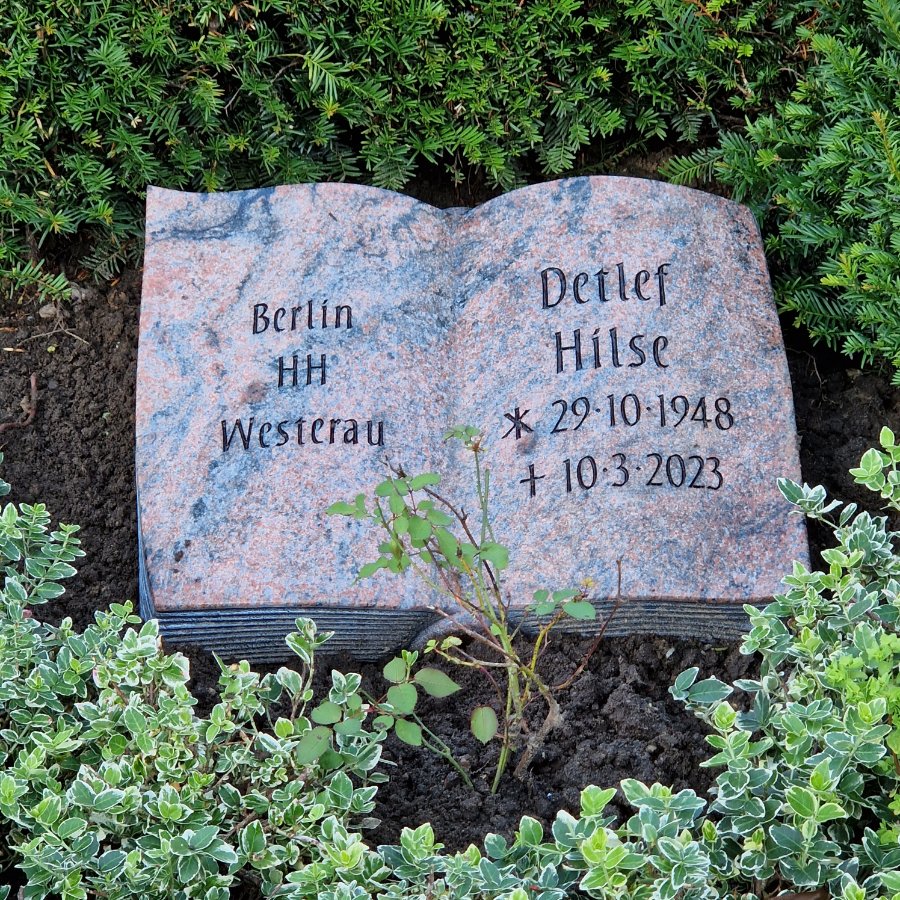 Berlin
HH
Westerau
Detlef
Hilse
* 29·10·1948
† 10·3·2023